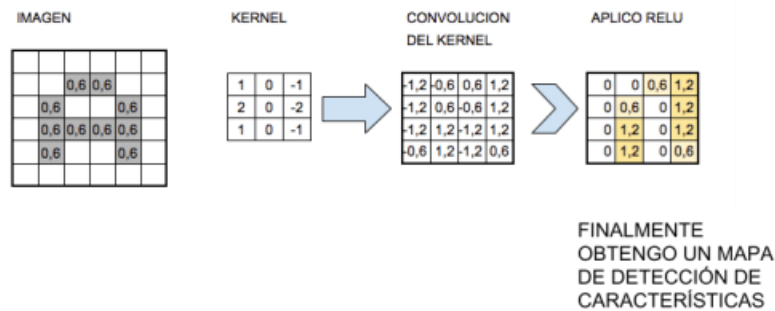 IMAGEN KERNEL CONVOLUCION DEL KERNEL APLICO RELU
0,6 0,6
0,6 0,6
0,6 0,6 0,6 0,6
0,6 0,6
1 0 -1
2 0 -2
1 0 -1
-1,2 -0,6 0,6 1,2
-1,2 0,6 -0,6 1,2
-1,2 1,2 -1,2 1,2
-0,6 1,2 -1,2 0,6
0 0 0,6 1,2
0 0,6 0 1,2
0 1,2 0 1,2
0 1,2 0 0,6
FINALMENTE
OBTENGO UN MAPA
DE DETECCIÓN DE
CARACTERÍSTICAS